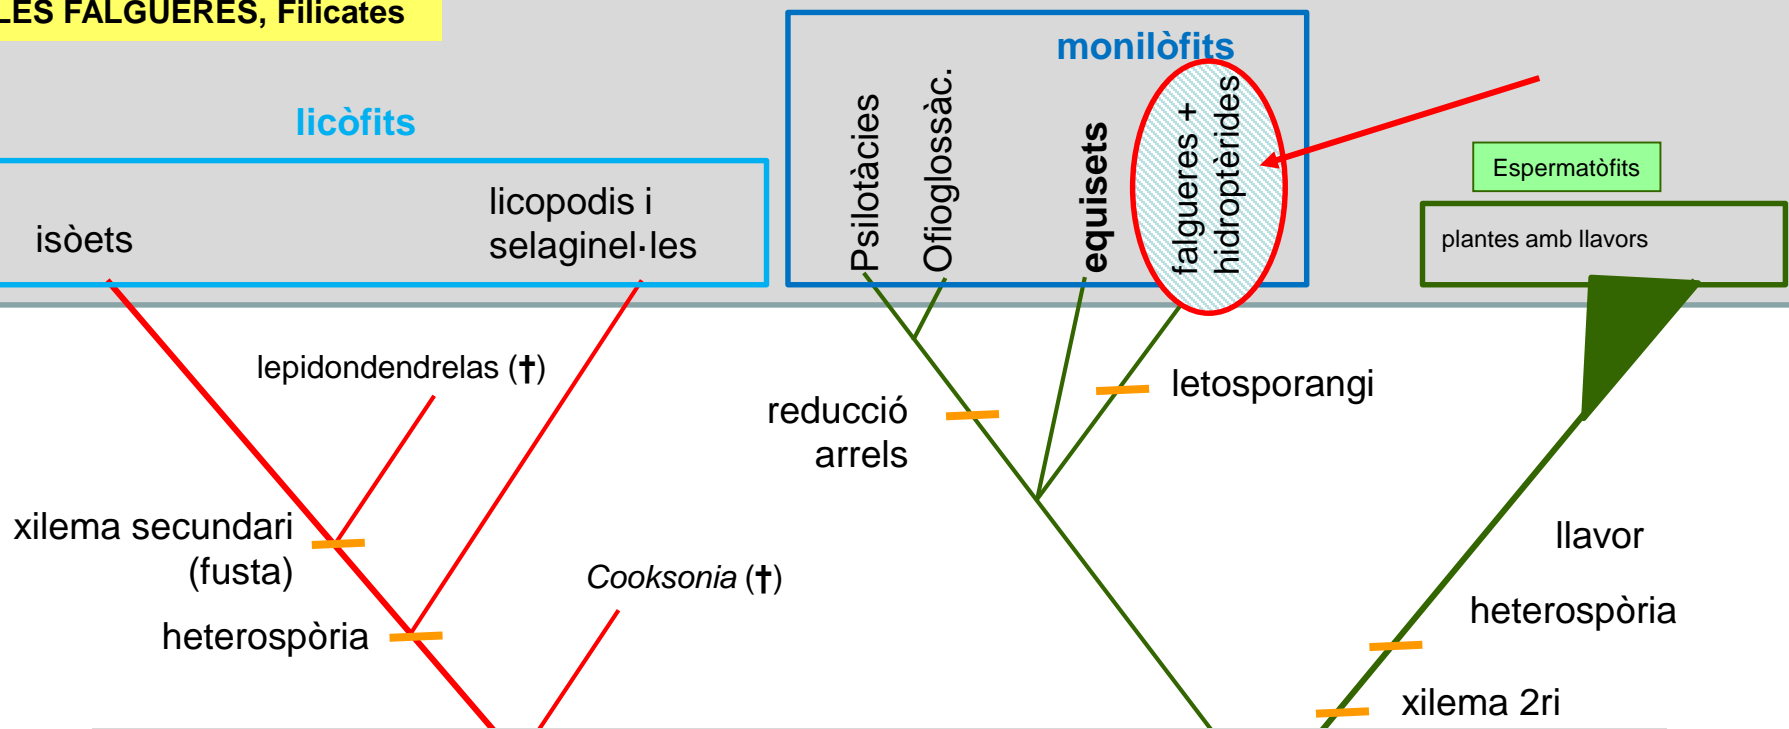 LES FALGUERES, Filicates
monilòfits
licòfits
Psilotàcies
Ofioglossàc.
equisets
falgueres +
hidroptèrides
Espermatòfits
plantes amb llavors
isòets
licopodis i
selaginel·les
lepidondendrelas (†)
letosporangi
reducció
arrels
xilema secundari
(fusta)
Cooksonia (†)
heterospòria
llavor
heterospòria
xilema 2ri